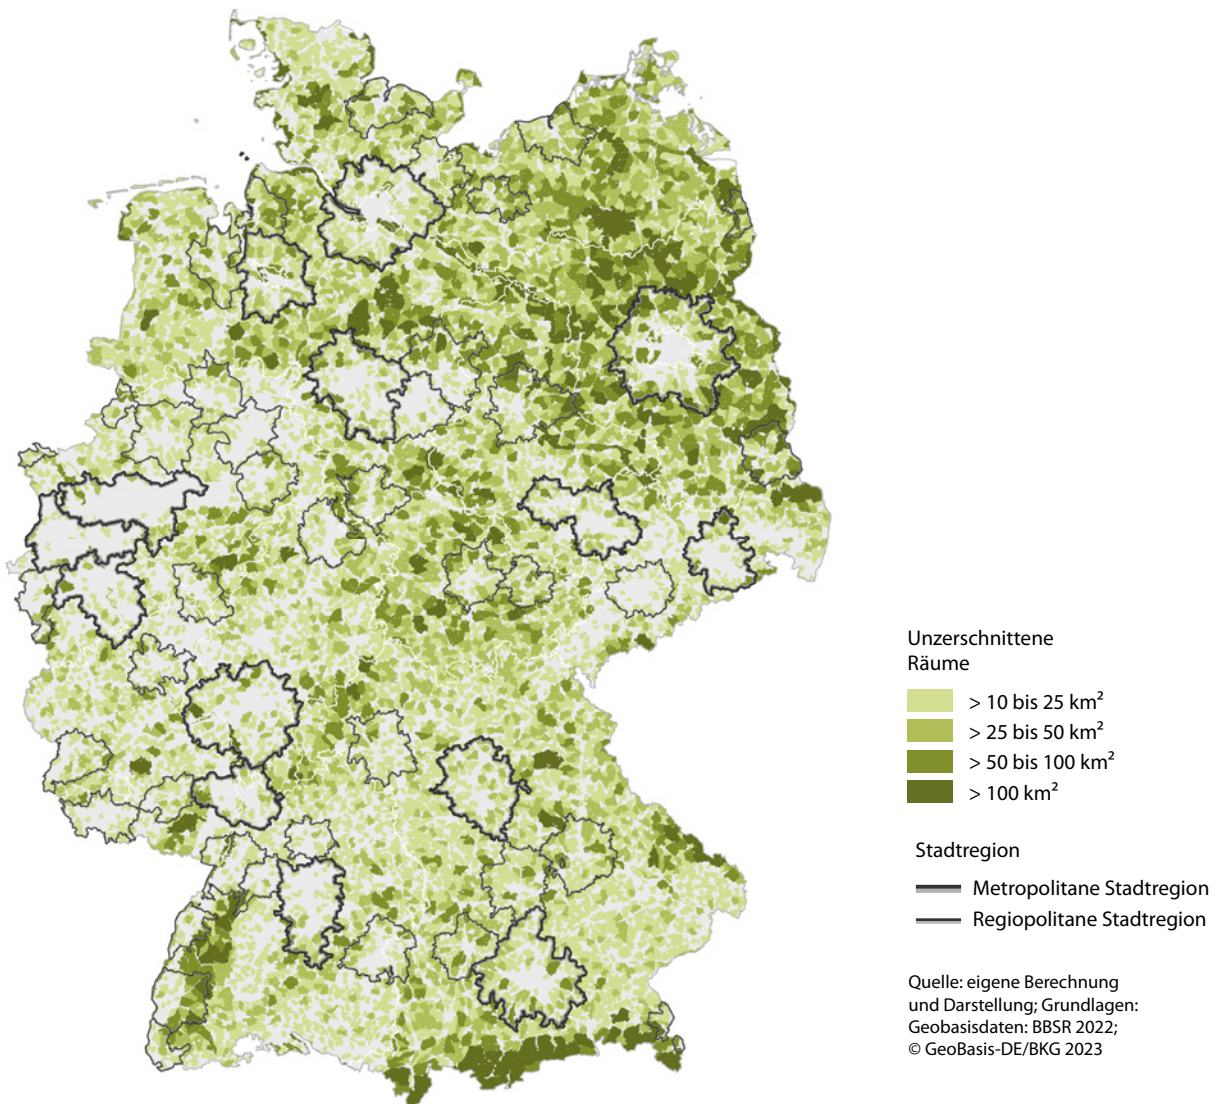 Unzerschnittene
Räume
> 10 bis 25 km²
> 25 bis 50 km²
> 50 bis 100 km²
> 100 km²
Stadtregion
Metropolitane Stadtregion
Regiopolitane Stadtregion
Quelle: eigene Berechnung
und Darstellung; Grundlagen:
Geobasisdaten: BBSR 2022;
© GeoBasis-DE/BKG 2023